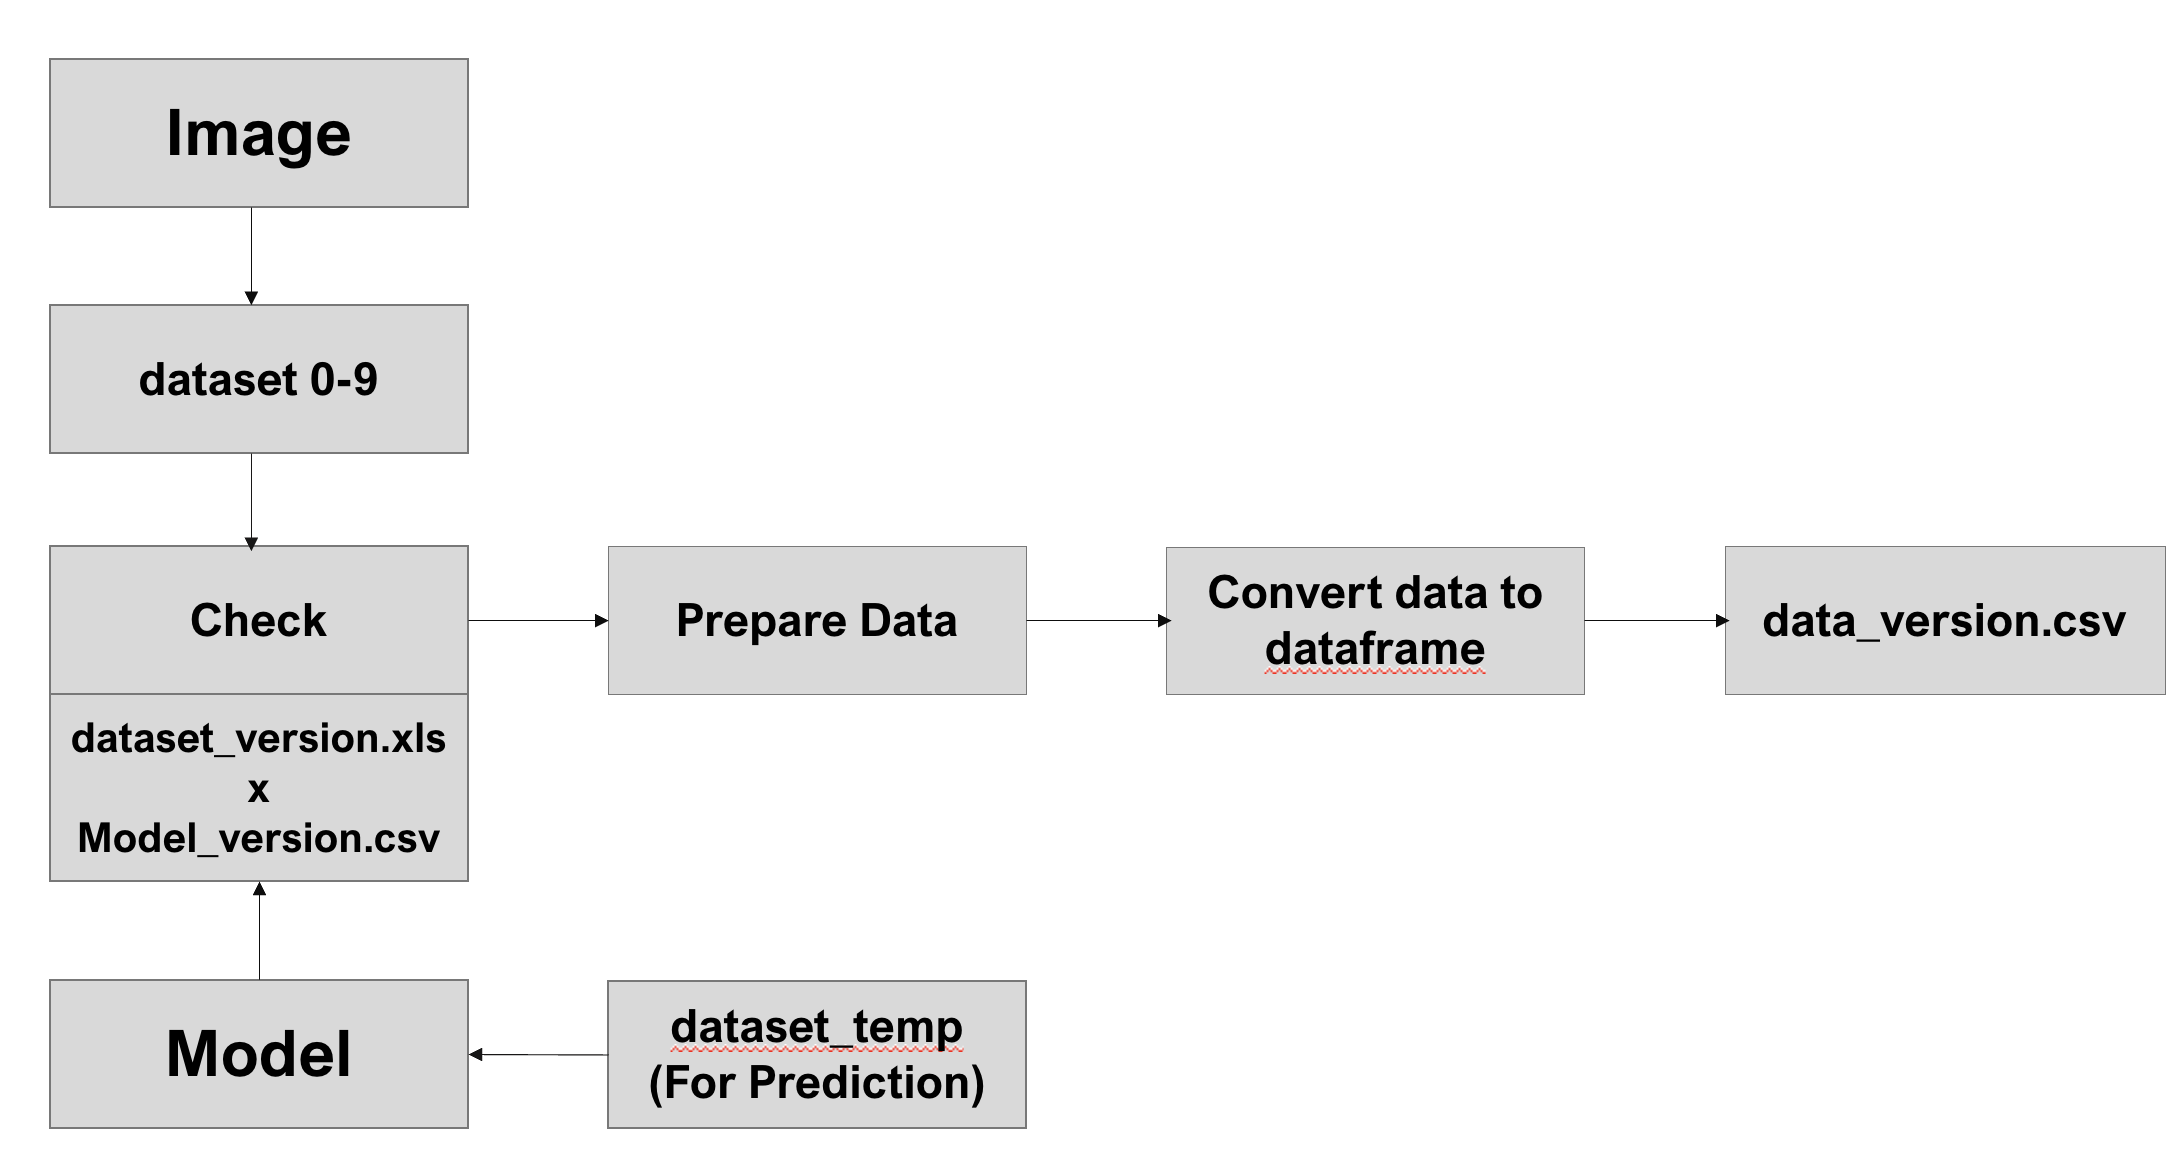 Image
dataset 0-9
Check
Prepare Data
Convert data to
dataframe
data_version.csv
dataset_version.xls
x
Model_version.csv
Model
dataset_temp
(For Prediction)